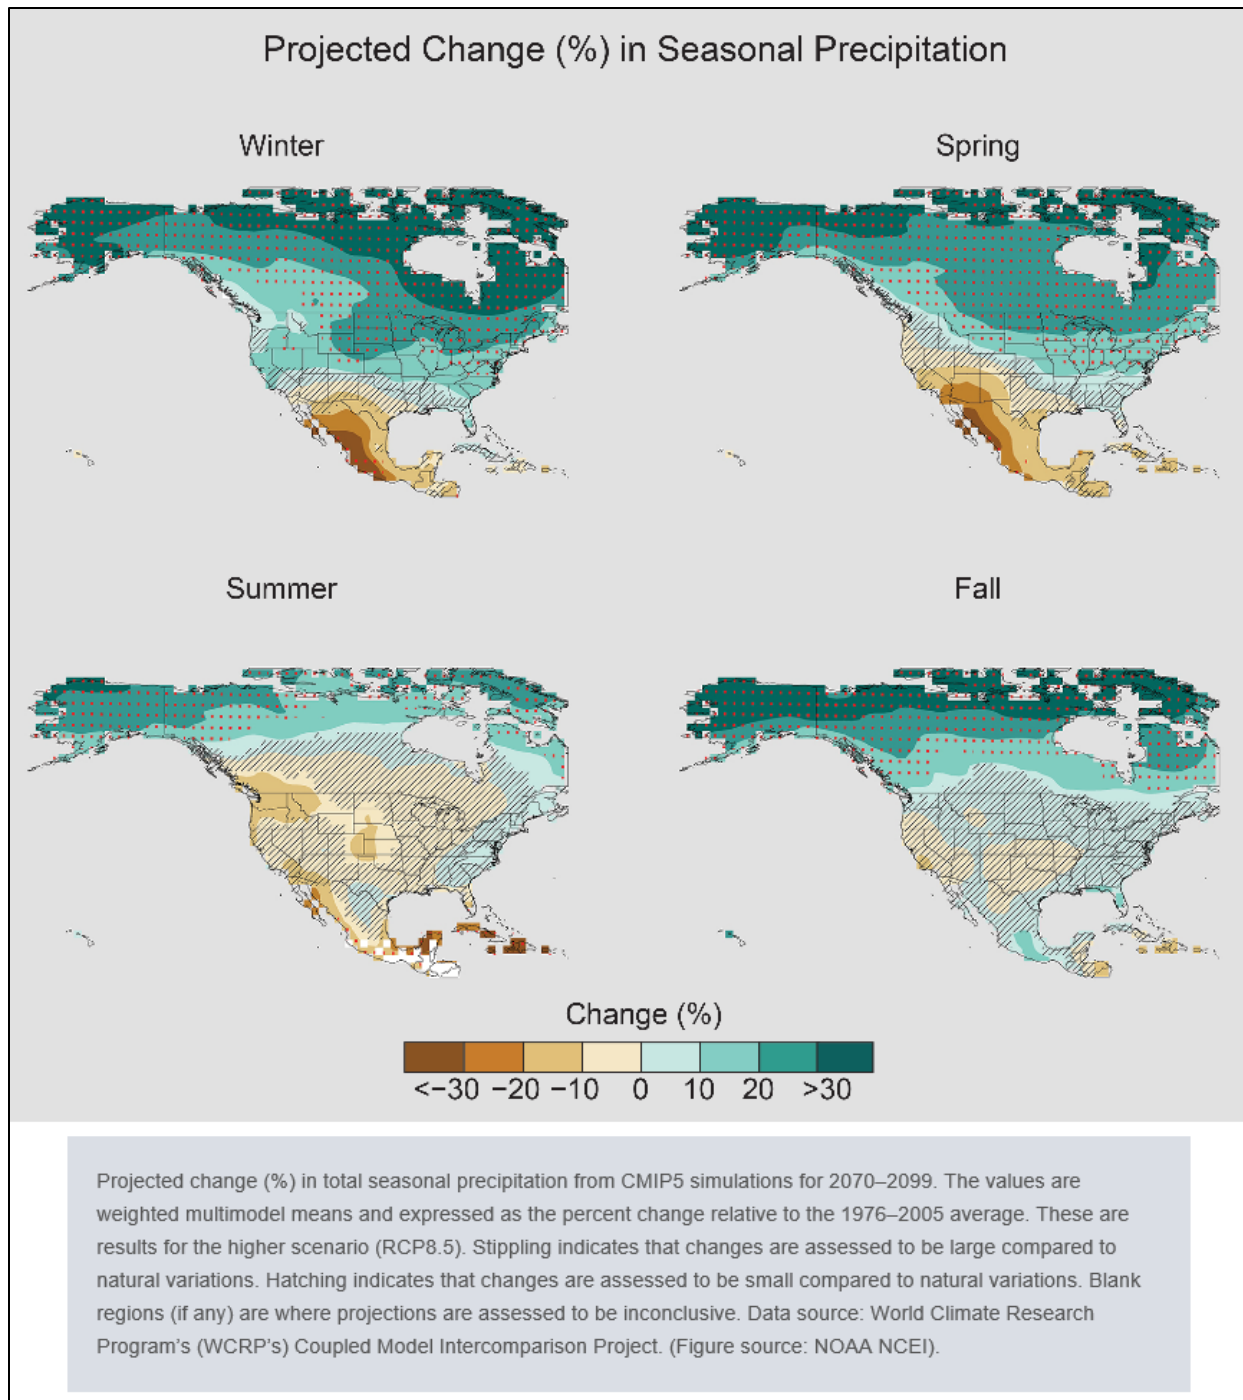 Projected Change (%) in Seasonal Precipitation
Winter
Spring
Summer
Fall
Change (%)
<−30 −20 −10 0 10 20 >30
Projected change (%) in total seasonal precipitation from CMIP5 simulations for 2070–2099. The values are
weighted multimodel means and expressed as the percent change relative to the 1976–2005 average. These are
results for the higher scenario (RCP8.5). Stippling indicates that changes are assessed to be large compared to
natural variations. Hatching indicates that changes are assessed to be small compared to natural variations. Blank
regions (if any) are where projections are assessed to be inconclusive. Data source: World Climate Research
Program’s (WCRP’s) Coupled Model Intercomparison Project. (Figure source: NOAA NCEI).